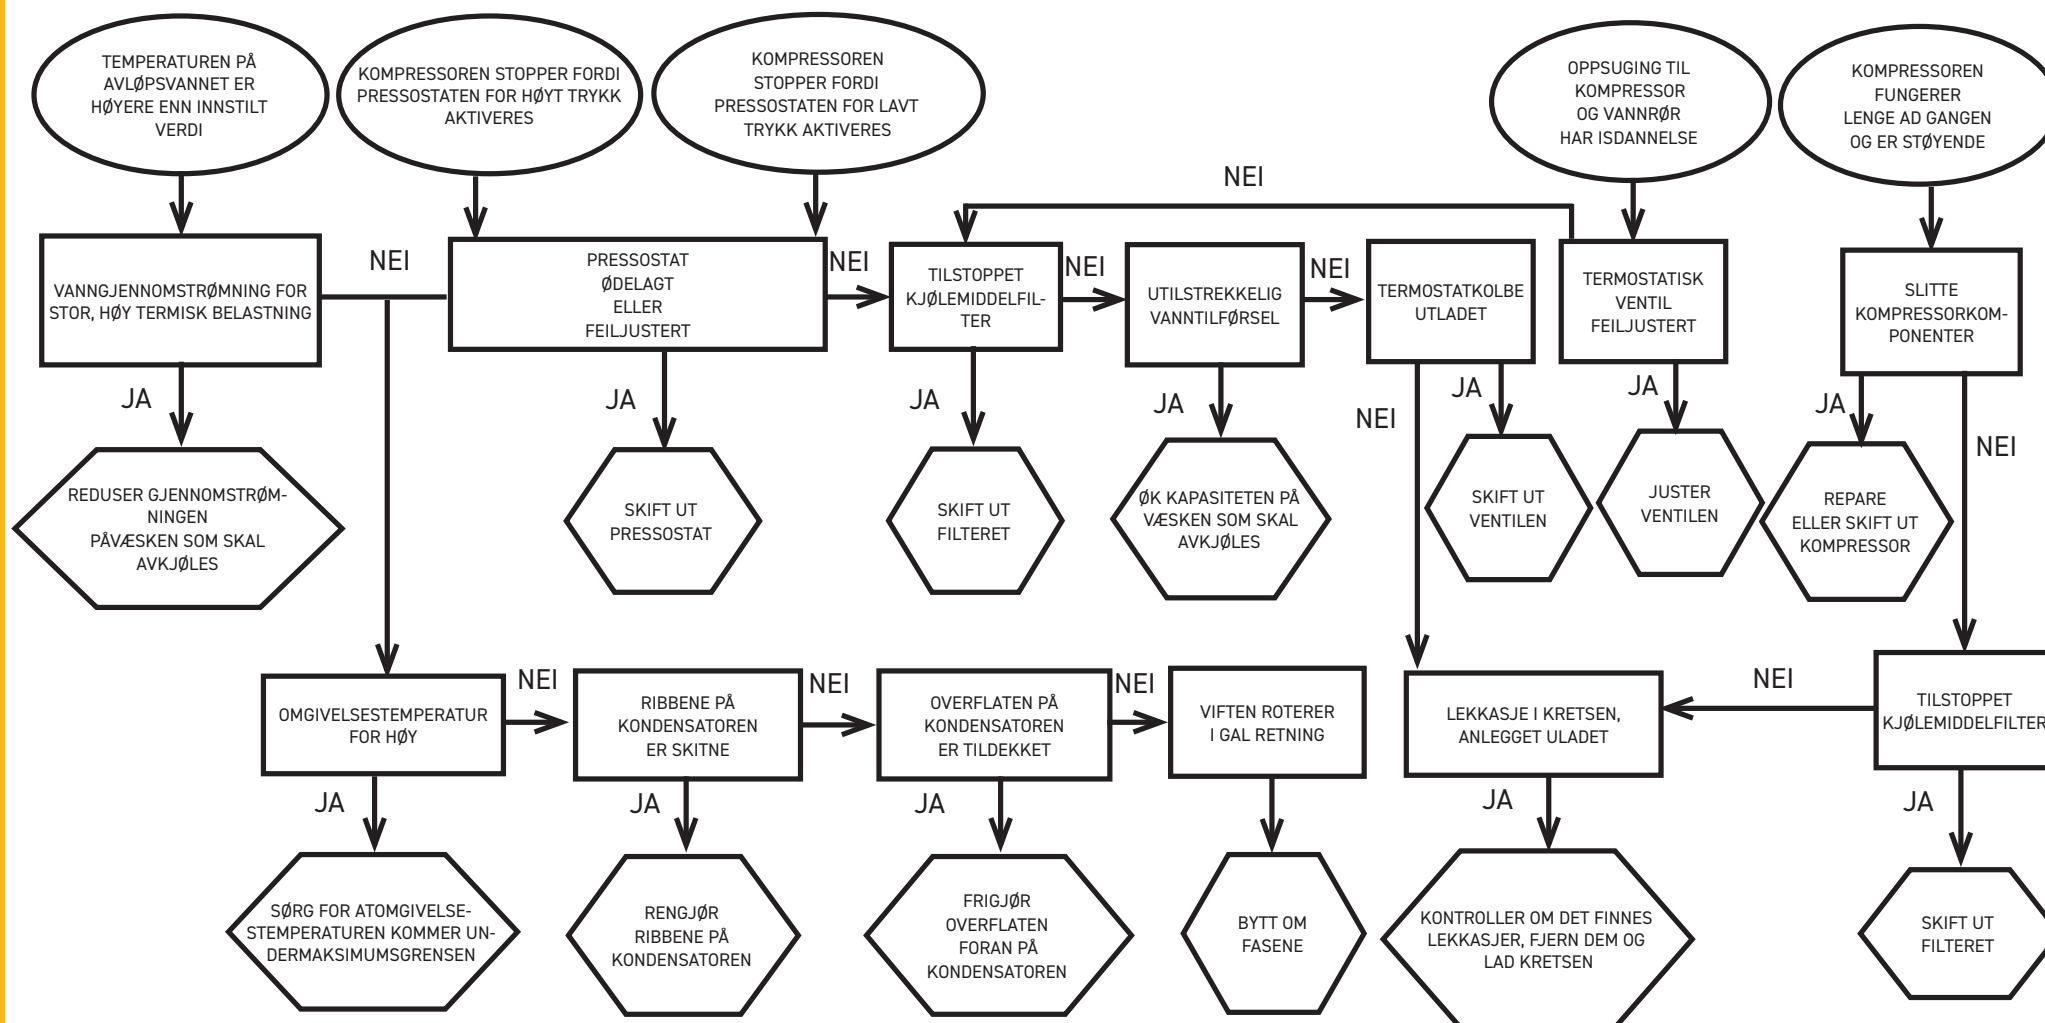 TEMPERATUREN PÅ
AVLØPSVANNET ER
HØYERE ENN INNSTILT
VERDI
KOMPRESSOREN STOPPER FORDI
PRESSOSTATEN FOR HØYT TRYKK
AKTIVERES
KOMPRESSOREN
STOPPER FORDI
PRESSOSTATEN FOR LAVT
TRYKK AKTIVERES
OPPSUGING TIL
KOMPRESSOR
OG VANNRØR
HAR ISDANNELSE
KOMPRESSOREN
FUNGERER
LENGE AD GANGEN
OG ER STØYENDE
NEI
VANNGJENNOMSTRØMNING FOR
STOR, HØY TERMISK BELASTNING
NEI
PRESSOSTAT
ØDELAGT
ELLER
FEILJUSTERT
NEI
TILSTOPPET
KJØLEMIDDELFIL-
TER
NEI
UTILSTREKKELIG
VANNTILFØRSEL
NEI
TERMOSTATKOLBE
UTLADET
TERMOSTATISK
VENTIL
FEILJUSTERT
SLITTE
KOMPRESSORKOM-
PONENTER
JA
JA
JA
JA
NEI
JA
JA
JA
NEI
REDUSER GJENNOMSTRØM-
NINGEN
PÅVÆSKEN SOM SKAL
AVKJØLES
SKIFT UT
PRESSOSTAT
SKIFT UT
FILTERET
ØK KAPASITETEN PÅ
VÆSKEN SOM SKAL
AVKJØLES
SKIFT UT
VENTILEN
JUSTER
VENTILEN
REPARE
ELLER SKIFT UT
KOMPRESSOR
OMGIVELSESTEMPERATUR
FOR HØY
NEI
RIBBENE PÅ
KONDENSATOREN
ER SKITNE
NEI
OVERFLATEN PÅ
KONDENSATOREN
ER TILDEKKET
NEI
VIFTEN ROTERER
I GAL RETNING
LEKKASJE I KRETSEN,
ANLEGGET ULADET
NEI
TILSTOPPET
KJØLEMIDDELFILTER
JA
JA
JA
JA
JA
SØRG FOR ATOMGIVELSE-
STEMPERATUREN KOMMER UN-
DERMAKSIMUMSGRENSEN
RENGJØR
RIBBENE PÅ
KONDENSATOREN
FRIGJØR
OVERFLATEN
FORAN PÅ
KONDENSATOREN
BYTT OM
FASENE
KONTROLLER OM DET FINNES
LEKKASJER, FJERN DEM OG
LAD KRETSEN
SKIFT UT
FILTERET